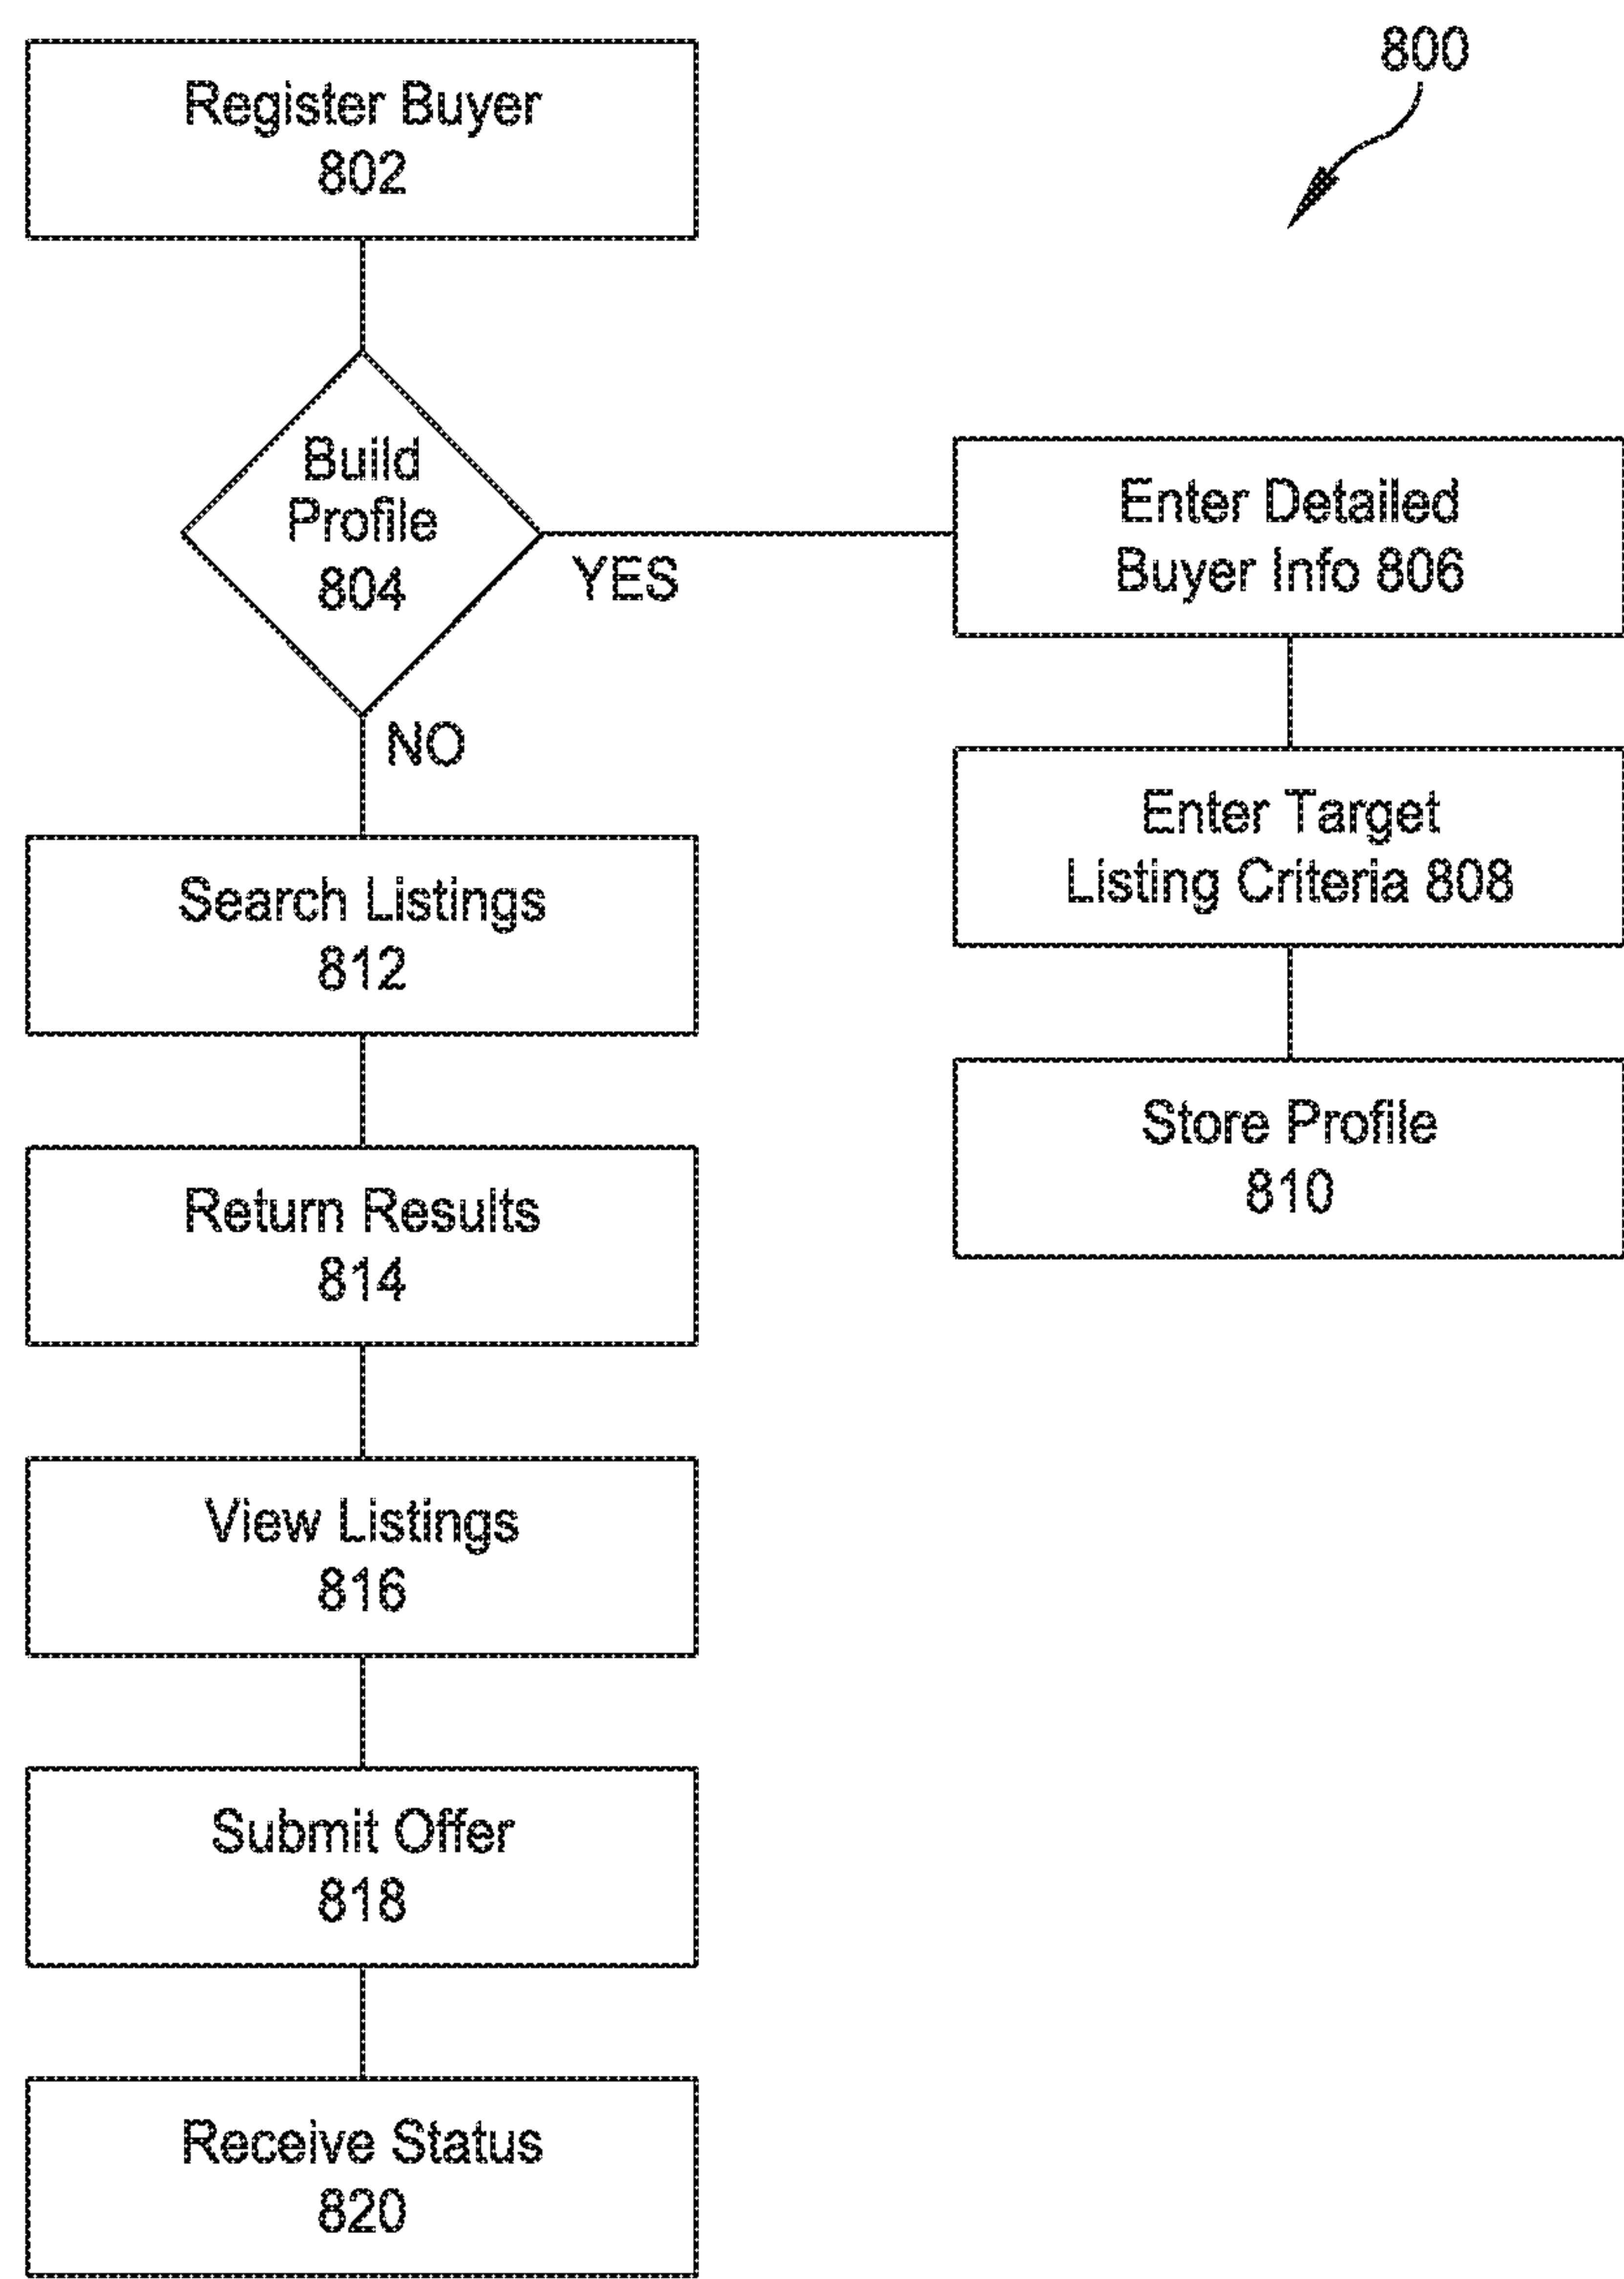 800
Register Buyer
802
Build
Profile
804
YES
NO
Enter Detailed
Buyer Info 806
Enter Target
Listing Criteria 808
Store Profile
810
Search Listings
812
Return Results
814
View Listings
816
Submit Offer
818
Receive Status
820